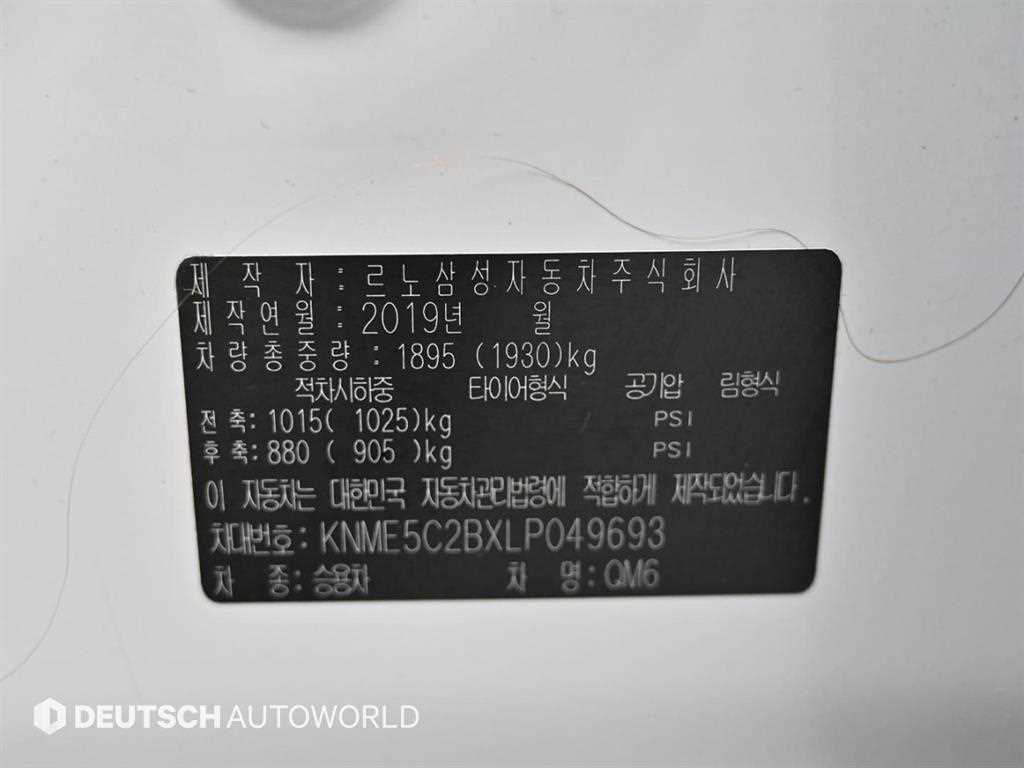 제 작 자 : 르노삼성자동차주식회사
제작연월 : 2019년 월
차량총중량 : 1895 (1930)kg
적차시하중 타이어형식 공기압 림형식
전 축: 1015( 1025)kg PSI
후 축: 880 ( 905)kg PSI
이 자동차는 대한민국 자동차관리법령에 적합하게 제작되었습니다.
차대번호: KNME5C2BXLP049693
차 종: 승용차 차 명: QM6
DEUTSCH AUTOWORLD